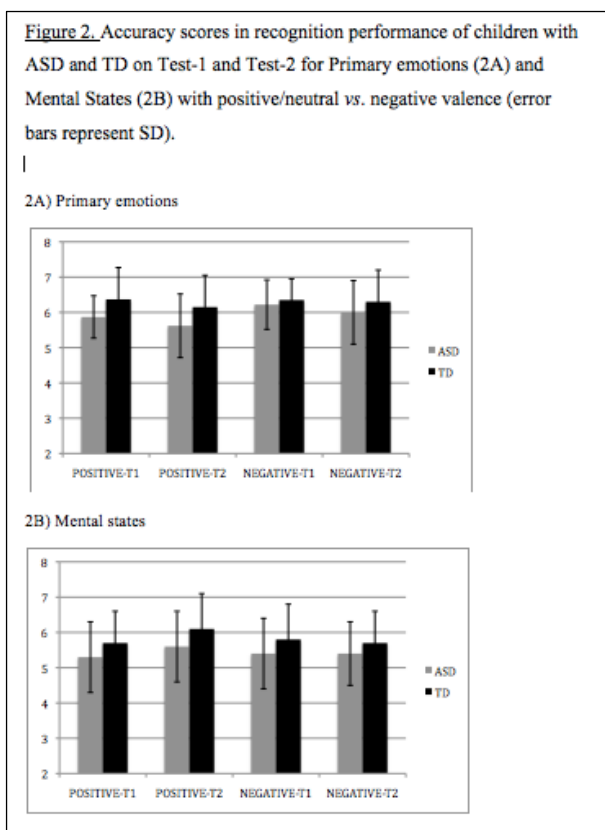 Figure 2. Accuracy scores in recognition performance of children with
ASD and TD on Test-1 and Test-2 for Primary emotions (2A) and
Mental States (2B) with positive/neutral vs. negative valence (error
bars represent SD).
2A) Primary emotions
8
7
6
5
4
3
2
POSITIVE-T1 POSITIVE-T2 NEGATIVE-T1 NEGATIVE-T2
ASD
TD
2B) Mental states
8
7
6
5
4
3
2
POSITIVE-T1 POSITIVE-T2 NEGATIVE-T1 NEGATIVE-T2
ASD
TD